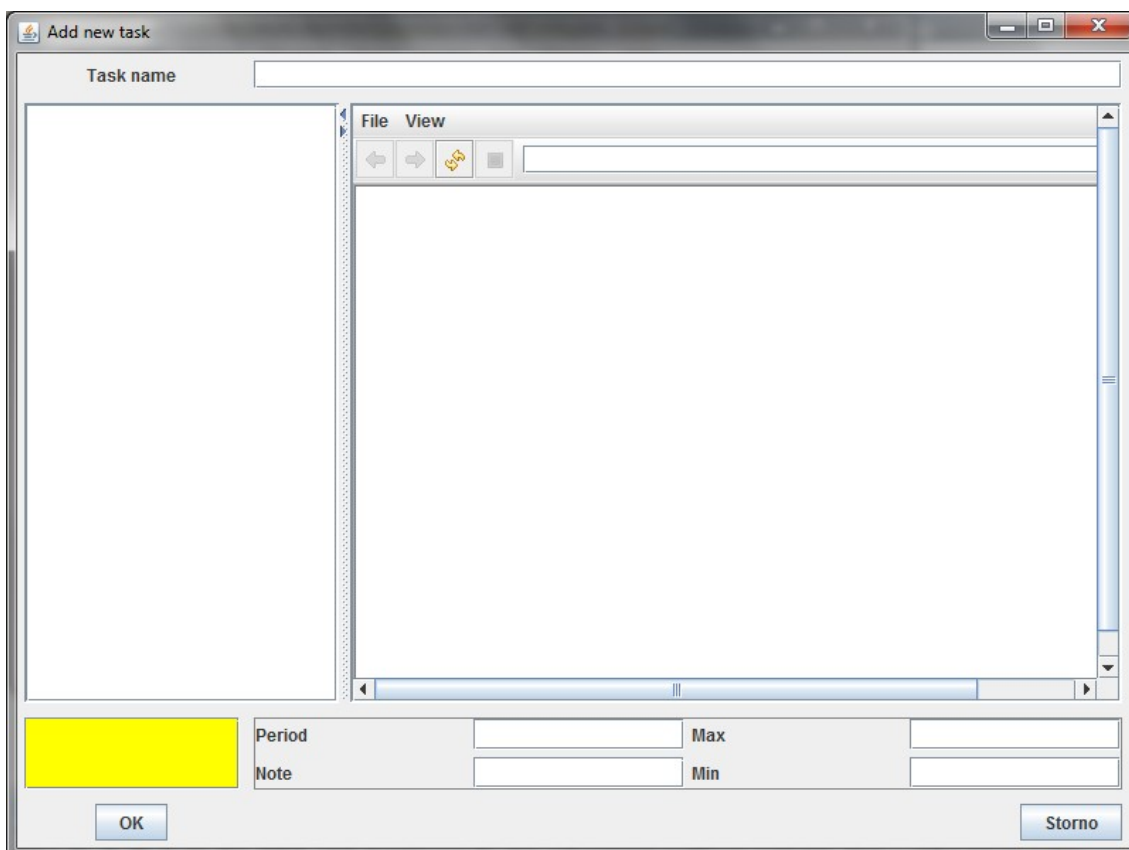 Add new task
Task name
File View
Period Max
Note Min
OK Storno